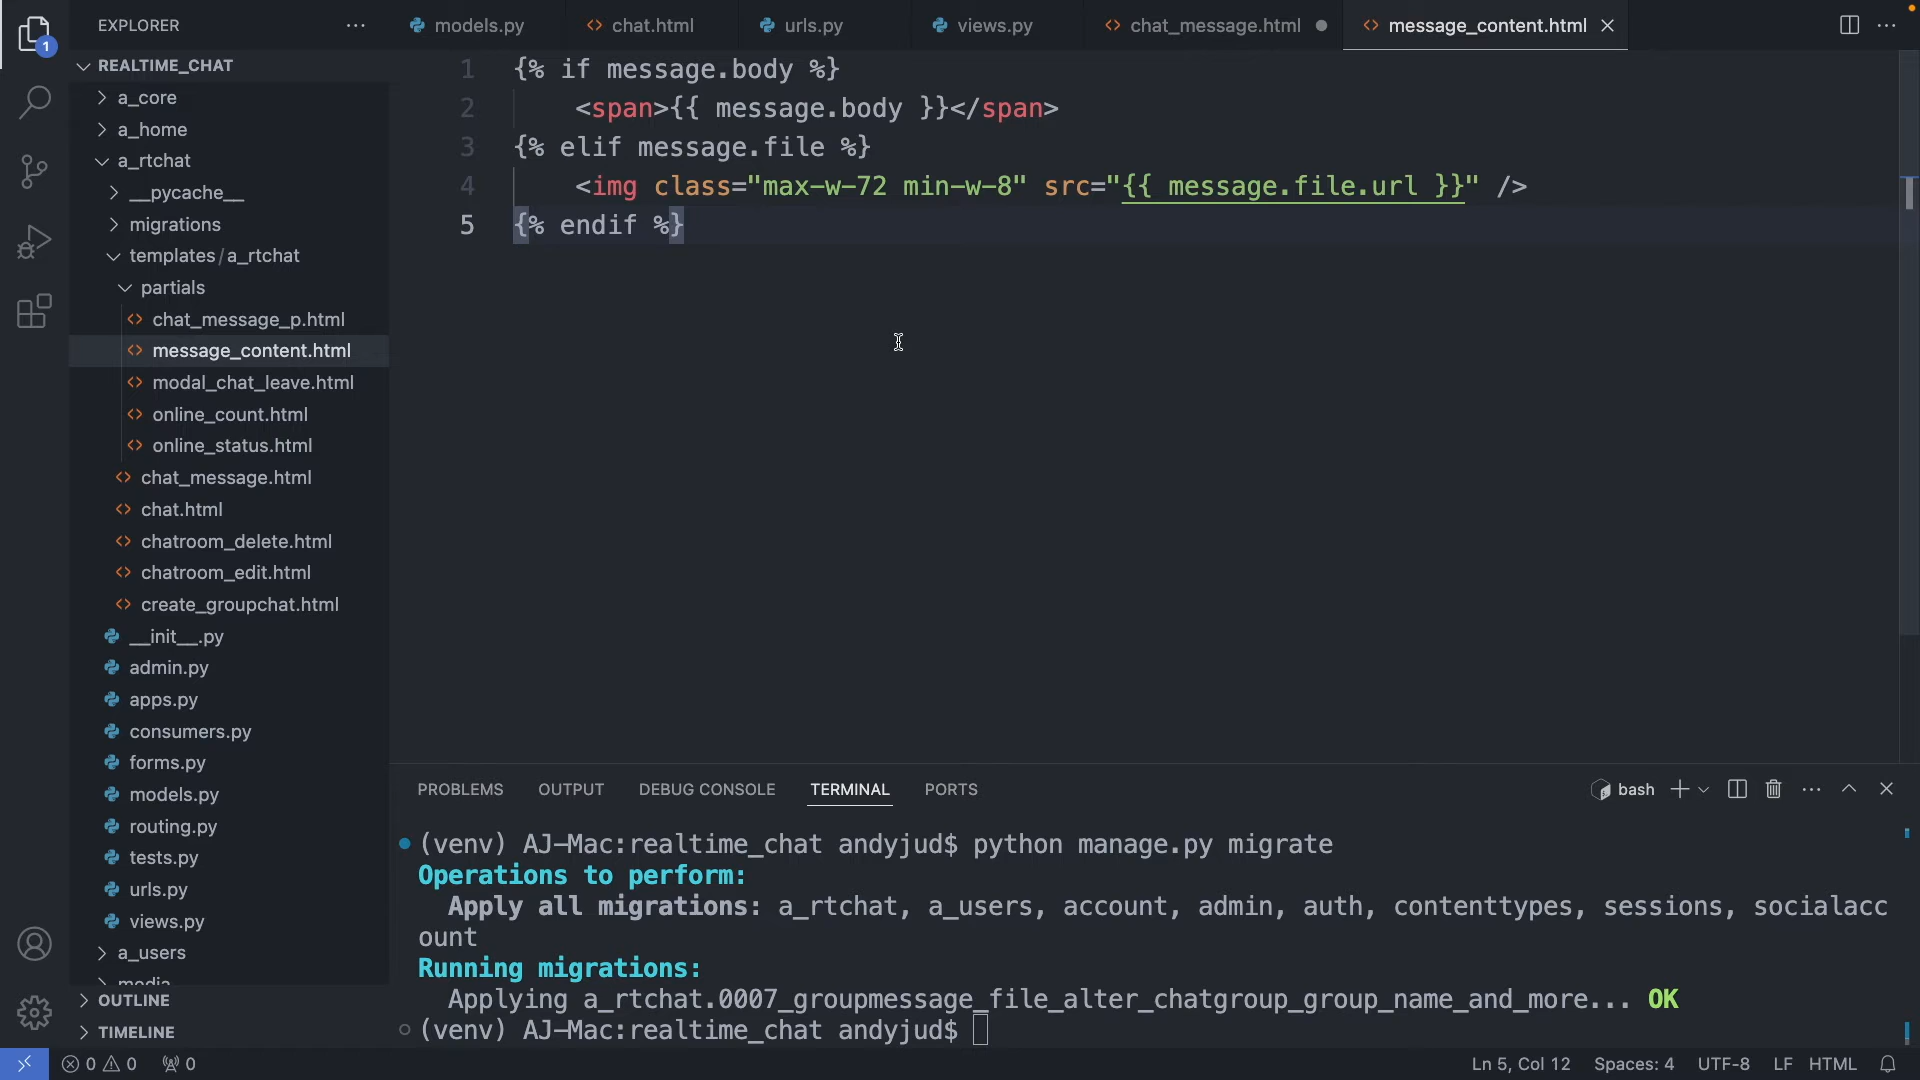 EXPLORER
1
REALTIME_CHAT
a_core
a_home
a_rtchat
__pycache__
migrations
templates/a_rtchat
partials
chat_message_p.html
message_content.html
modal_chat_leave.html
online_count.html
online_status.html
chat_message.html
chat.html
chatroom_delete.html
chatroom_edit.html
create_groupchat.html
__init__.py
admin.py
apps.py
consumers.py
forms.py
models.py
routing.py
tests.py
urls.py
views.py
a_users
media
OUTLINE
TIMELINE
models.py chat.html urls.py views.py chat_message.html message_content.html
1 {% if message.body %}
2 <span>{{ message.body }}</span>
3 {% elif message.file %}
4 <img class="max-w-72 min-w-8" src="{{ message.file.url }}" />
5 {% endif %}
PROBLEMS OUTPUT DEBUG CONSOLE TERMINAL PORTS bash
(venv) AJ-Mac:realtime_chat andyjud$ python manage.py migrate
Operations to perform:
Apply all migrations: a_rtchat, a_users, account, admin, auth, contenttypes, sessions, socialacc
ount
Running migrations:
Applying a_rtchat.0007_groupmessage_file_alter_chatgroup_group_name_and_more... OK
(venv) AJ-Mac:realtime_chat andyjud$
0 0 0 Ln 5, Col 12 Spaces: 4 UTF-8 LF HTML